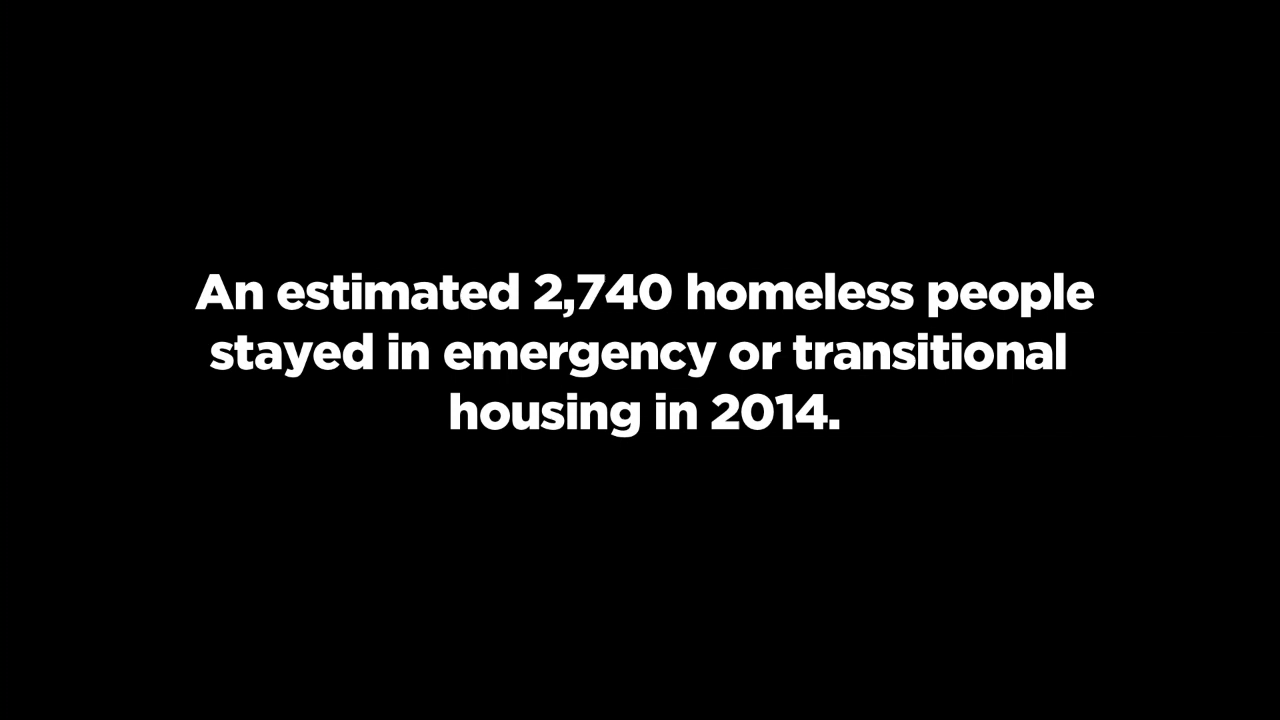 An estimated 2,740 homeless people
stayed in emergency or transitional
housing in 2014.